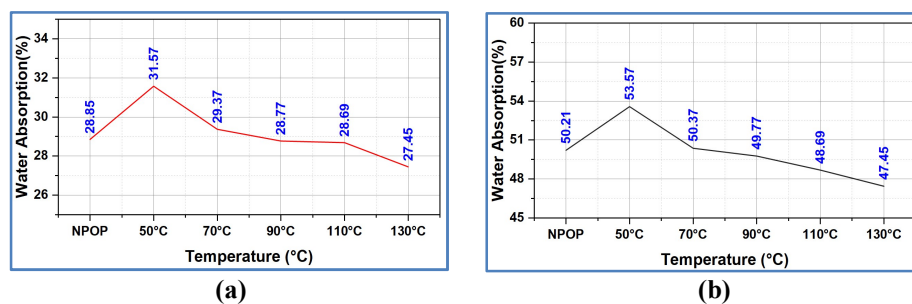 34
32
30
28
26
Water Absorption(%)
28.85
31.57
29.37
28.77
28.69
27.45
NPOP
50°C
70°C
90°C
110°C
130°C
Temperature (°C)
(a)
60
57
54
51
48
45
Water Absorption(%)
50.21
53.57
50.37
49.77
48.69
47.45
NPOP
50°C
70°C
90°C
110°C
130°C
Temperature (°C)
(b)